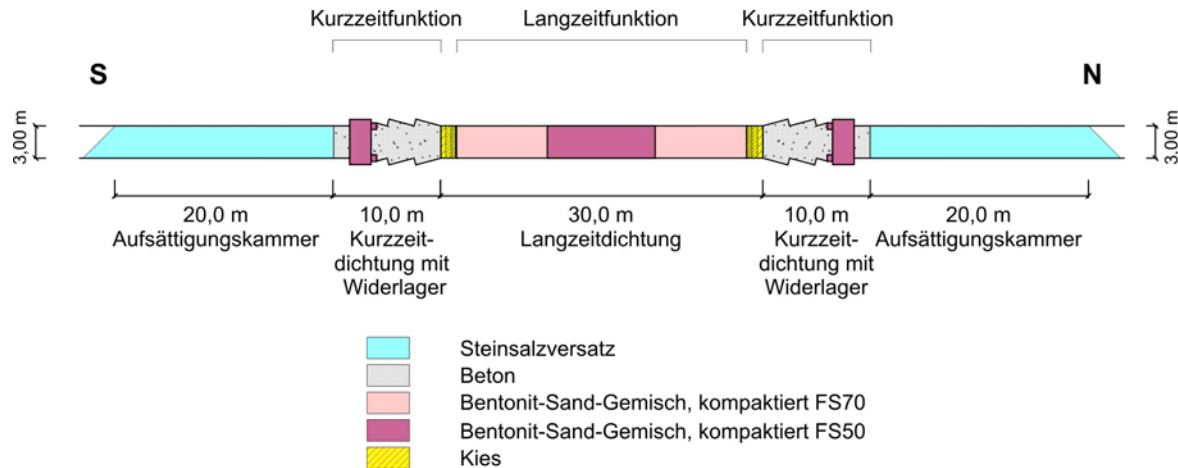 Kurzzeitfunktion Langzeitfunktion Kurzzeitfunktion
S N
3,00 m 3.00 m
20,0 m 10,0 m 30,0 m 10,0 m 20,0 m
Aufsättigungskammer Kurzzeit- Langzeitdichtung Kurzzeit- Aufsättigungskammer
dichtung mit dichtung mit
Widerlager Widerlager
Steinsalzversatz
Beton
Bentonit-Sand-Gemisch, kompaktiert FS70
Bentonit-Sand-Gemisch, kompaktiert FS50
Kies